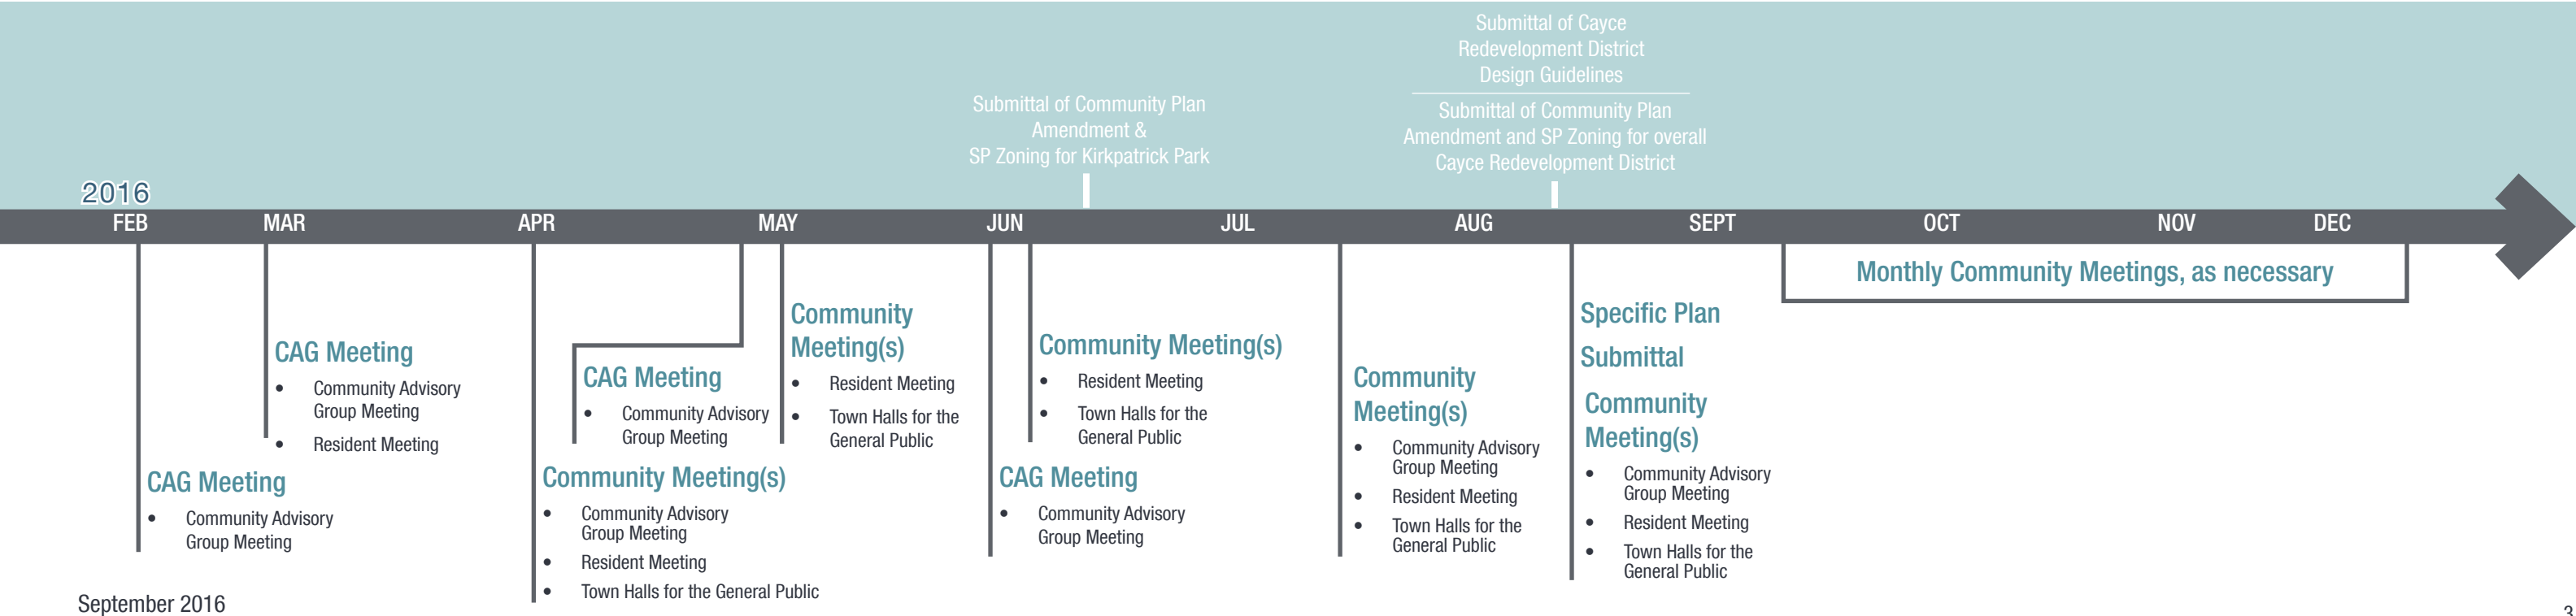 Submittal of Cayce
Redevelopment District
Design Guidelines
Submittal of Community Plan
Amendment and SP Zoning for overall
Cayce Redevelopment District
Submittal of Community Plan
Amendment &
SP Zoning for Kirkpatrick Park
2016
FEB MAR APR MAY JUN JUL AUG SEPT OCT NOV DEC
CAG Meeting
• Community Advisory
Group Meeting
CAG Meeting
• Community Advisory
Group Meeting
• Resident Meeting
Community Meeting(s)
• Community Advisory
Group Meeting
• Resident Meeting
• Town Halls for the General Public
CAG Meeting
• Community Advisory
Group Meeting
Community
Meeting(s)
• Resident Meeting
• Town Halls for the
General Public
CAG Meeting
• Community Advisory
Group Meeting
Community Meeting(s)
• Resident Meeting
• Town Halls for the
General Public
Community
Meeting(s)
• Community Advisory
Group Meeting
• Resident Meeting
• Town Halls for the
General Public
Specific Plan
Submittal
Community
Meeting(s)
• Community Advisory
Group Meeting
• Resident Meeting
• Town Halls for the
General Public
Monthly Community Meetings, as necessary
September 2016
3